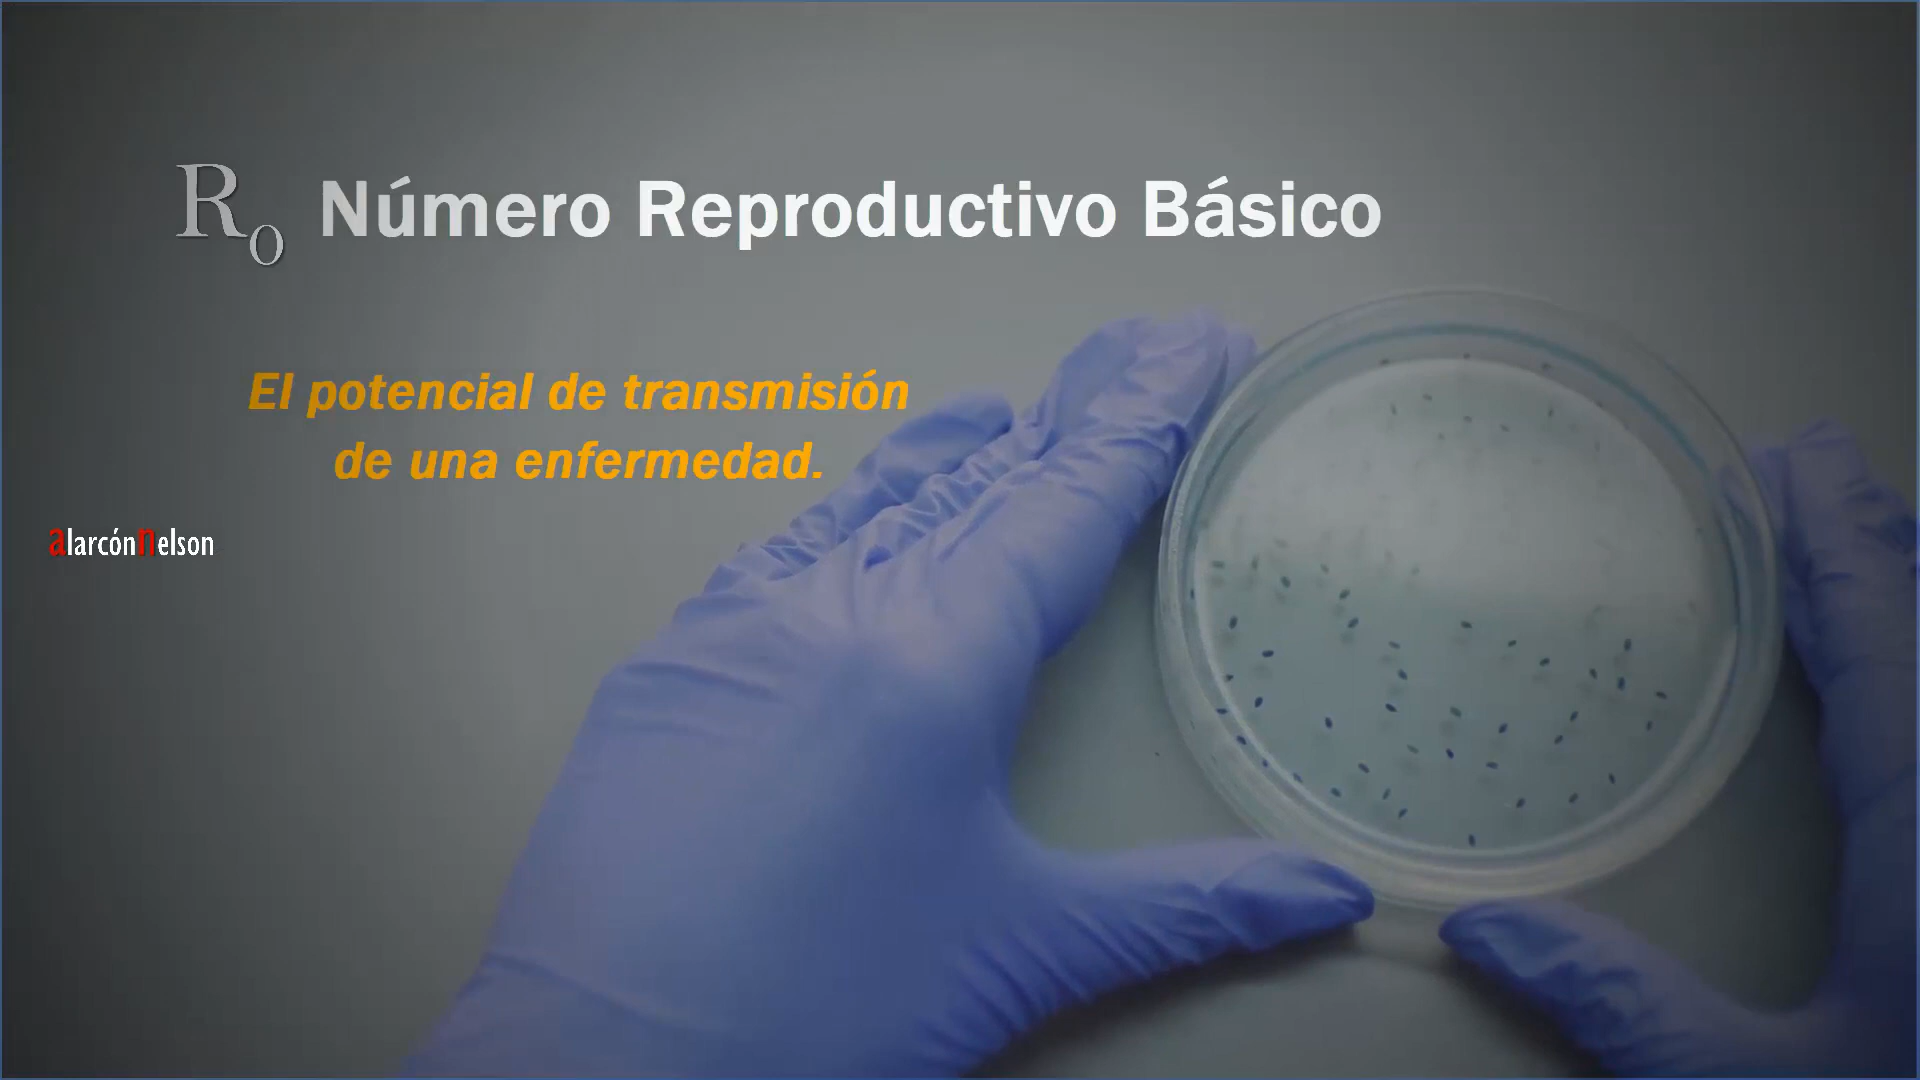 R0 Número Reproductivo Básico
El potencial de transmisión
de una enfermedad.
alarcónnelson